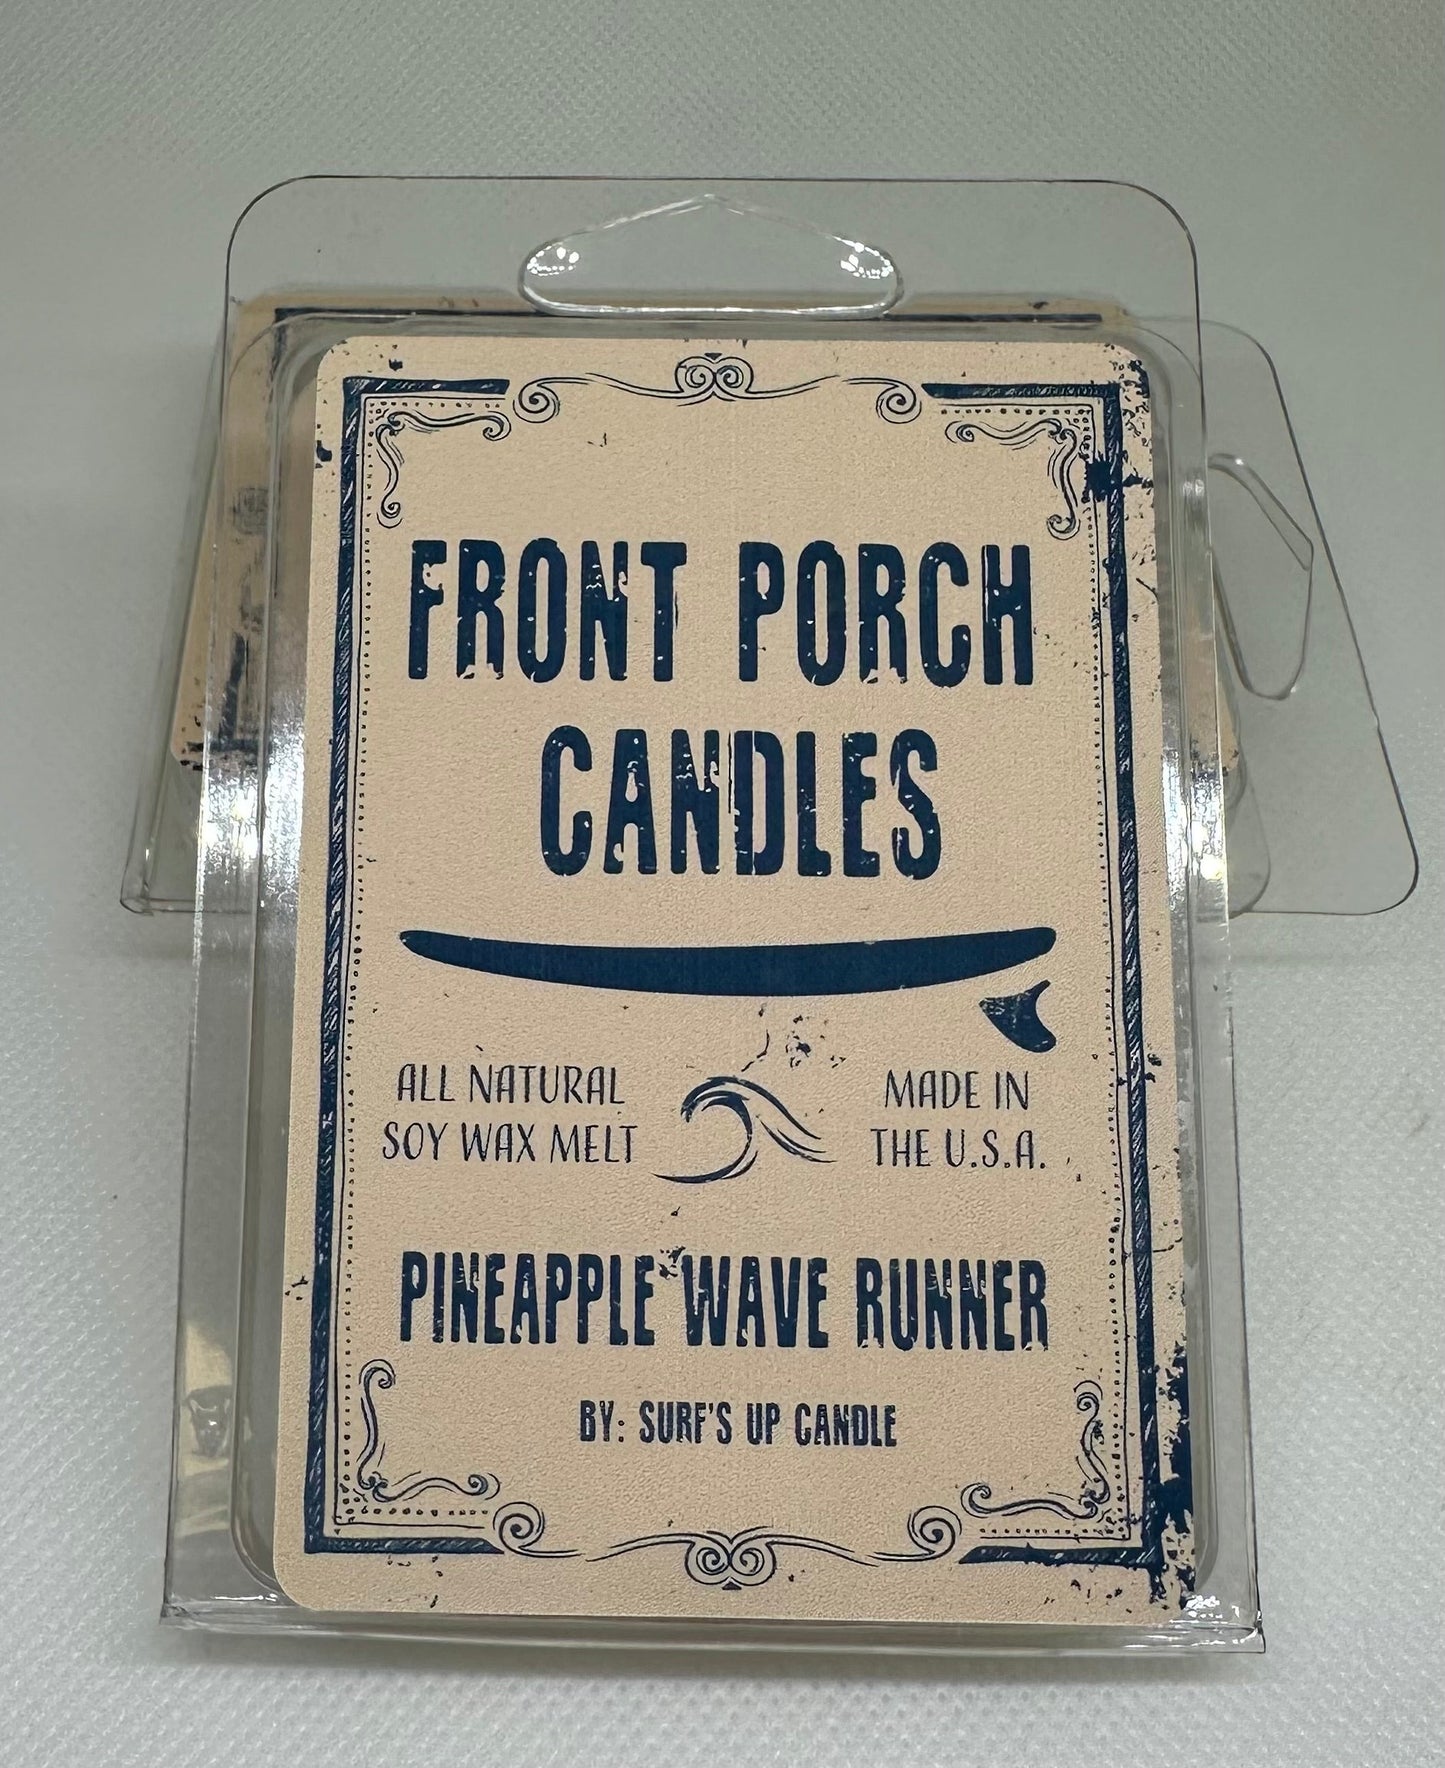 FRONT PORCH
CANDLES
ALL NATURAL
SOY WAX MELT
MADE IN
THE U.S.A.
PINEAPPLE WAVE RUNNER
BY: SURF'S UP CANDLE